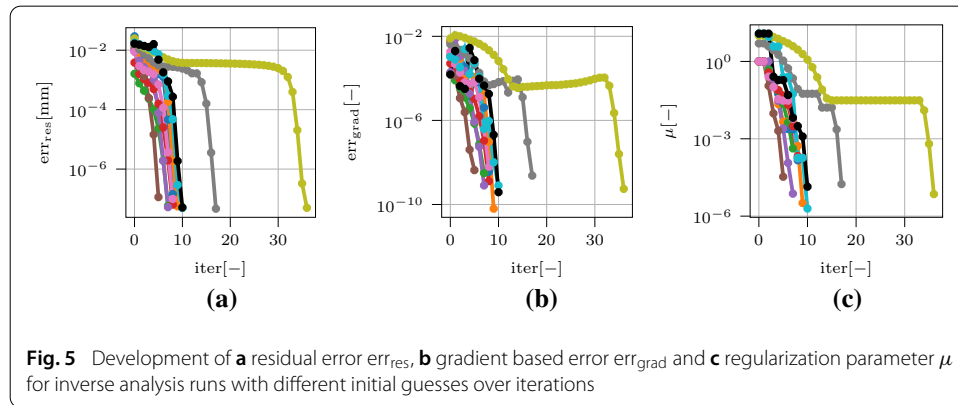 10⁻²
10⁻⁴
10⁻⁶
err_res[mm]
0 10 20 30
iter[−]
(a)
10⁻²
10⁻⁶
10⁻¹⁰
err_grad[−]
0 10 20 30
iter[−]
(b)
10⁰
10⁻³
10⁻⁶
μ[−]
0 10 20 30
iter[−]
(c)
Fig. 5 Development of a residual error err_res, b gradient based error err_grad and c regularization parameter μ
for inverse analysis runs with different initial guesses over iterations